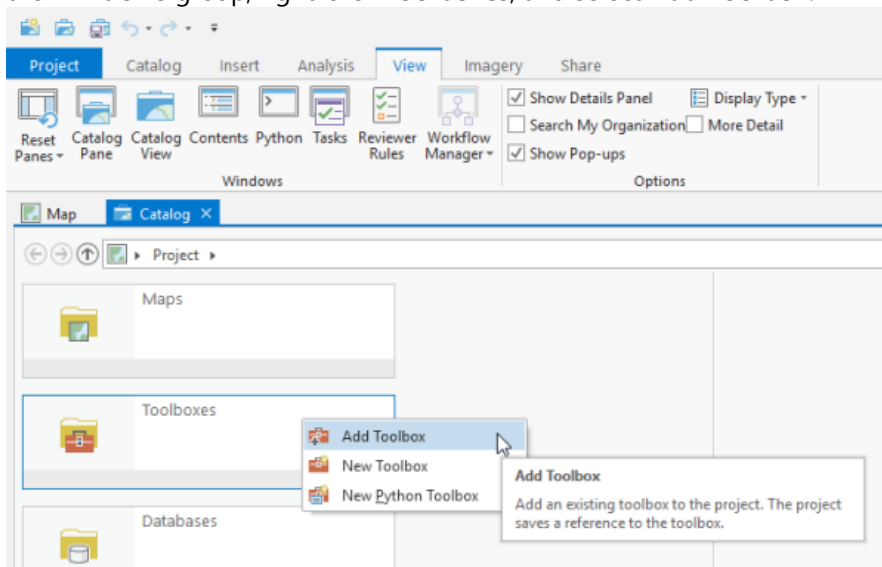 Project Catalog Insert Analysis View Imagery Share
Reset Panes
Catalog Pane
Catalog View
Contents
Python
Tasks
Reviewer Rules
Workflow Manager
Windows
Show Details Panel
Search My Organization
Show Pop-ups
Display Type
More Detail
Options
Map
Catalog
Project
Maps
Toolboxes
Add Toolbox
New Toolbox
New Python Toolbox
Add Toolbox
Add an existing toolbox to the project. The project
saves a reference to the toolbox.
Databases